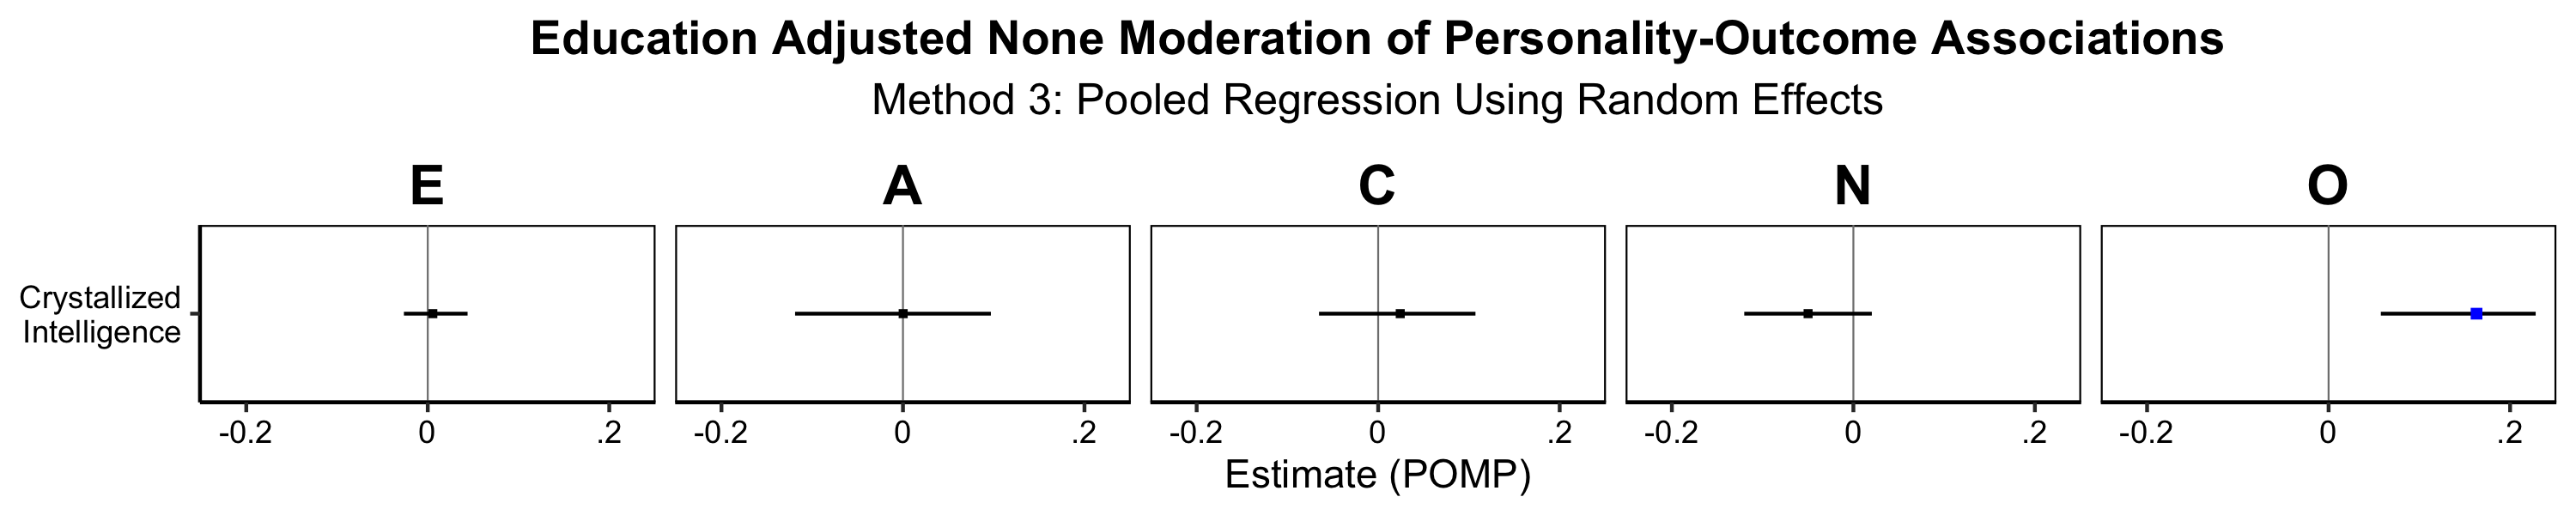 Education Adjusted None Moderation of Personality-Outcome Associations
Method 3: Pooled Regression Using Random Effects
E A C N O
Crystallized
Intelligence
-0.2 0 .2 -0.2 0 .2 -0.2 0 .2 -0.2 0 .2 -0.2 0 .2
Estimate (POMP)